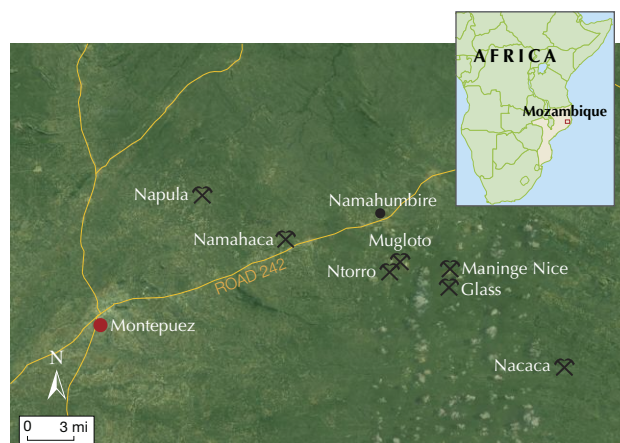 AFRICA
Mozambique
Napula
Namahumbire
Namahaca
Mugloto
ROAD 242
Ntorro
Maninge Nice
Glass
Montepuez
N
Nacaca
0 3 mi